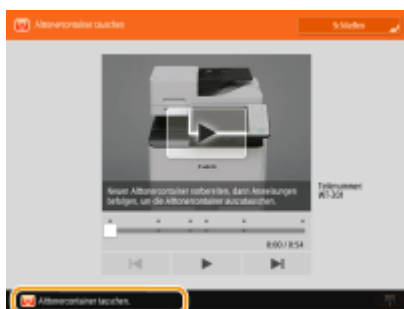 Alttonercontainer tauschen
Schließen
Canon
Neuen Alttonercontainer vorbereiten, dann Anweisungen
befolgen, um die Alttonercontainer auszutauschen.
Teilenummer:
WT-201
0:00 / 0:54
Alttonercontainer tauschen.